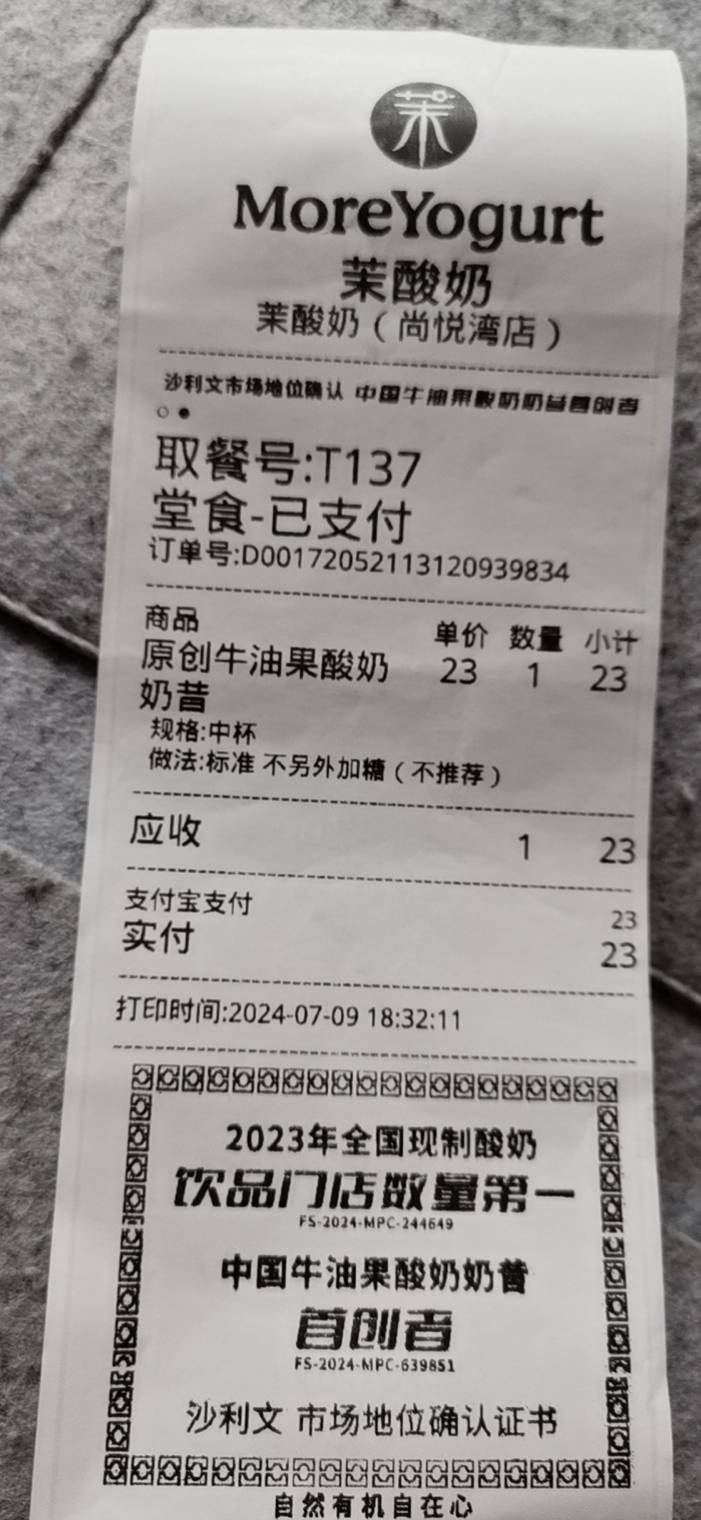 茉
MoreYogurt
茉酸奶
茉酸奶（尚悦湾店）
沙利文市场地位确认 中国牛油果酸奶奶昔首创者
取餐号:T137
堂食-已支付
订单号:D00172052113120939834
商品 单价 数量 小计
原创牛油果酸奶 23 1 23
奶昔
规格:中杯
做法:标准 不另外加糖（不推荐）
应收 1 23
支付宝支付 23
实付 23
打印时间:2024-07-09 18:32:11
2023年全国现制酸奶
饮品门店数量第一
FS-2024-MPC-244649
中国牛油果酸奶奶昔
首创者
FS-2024-MPC-639851
沙利文 市场地位确认证书
自然有机自在心